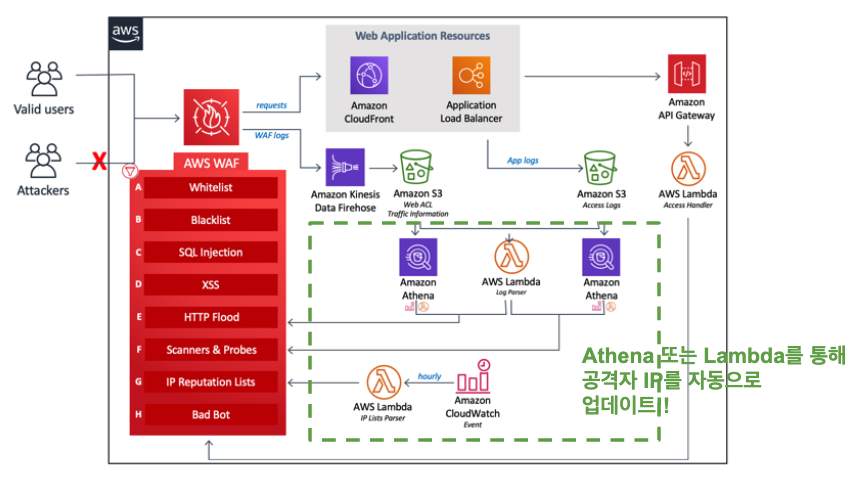 aws
Web Application Resources
Valid users
Attackers
X
requests
WAF logs
Amazon
CloudFront
Application
Load Balancer
Amazon
API Gateway
AWS WAF
Amazon Kinesis
Data Firehose
Amazon S3
Web ACL
Traffic Information
App logs
Amazon S3
Access Logs
AWS Lambda
Access Handler
A Whitelist
B Blacklist
C SQL Injection
D XSS
E HTTP Flood
F Scanners & Probes
G IP Reputation Lists
H Bad Bot
Amazon
Athena
AWS Lambda
Log Parser
Amazon
Athena
hourly
AWS Lambda
IP Lists Parser
Amazon
CloudWatch
Event
Athena 또는 Lambda를 통해
공격자 IP를 자동으로
업데이트!!